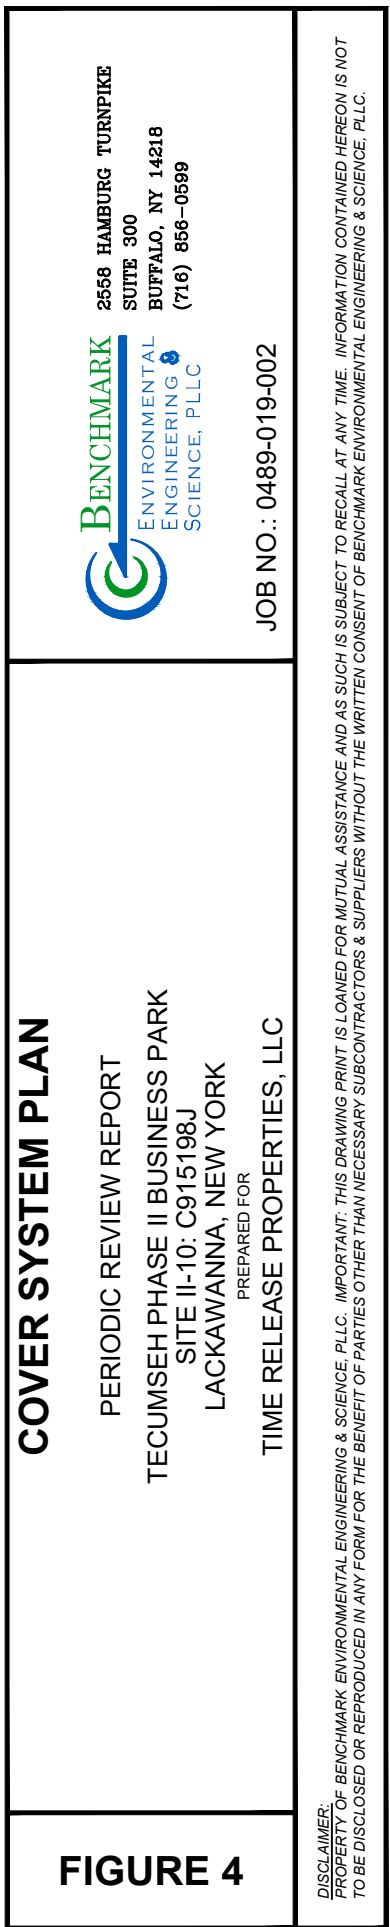 COVER SYSTEM PLAN
PERIODIC REVIEW REPORT
TECUMSEH PHASE II BUSINESS PARK
SITE II-10: C915198J
LACKAWANNA, NEW YORK
PREPARED FOR
TIME RELEASE PROPERTIES, LLC
BENCHMARK
ENVIRONMENTAL
ENGINEERING &
SCIENCE, PLLC
2558 HAMBURG TURNPIKE
SUITE 300
BUFFALO, NY 14218
(716) 856-0599
JOB NO.: 0489-019-002
FIGURE 4
DISCLAIMER:
PROPERTY OF BENCHMARK ENVIRONMENTAL ENGINEERING & SCIENCE, PLLC. IMPORTANT: THIS DRAWING PRINT IS LOANED FOR MUTUAL ASSISTANCE AND AS SUCH IS SUBJECT TO RECALL AT ANY TIME. INFORMATION CONTAINED HEREON IS NOT
TO BE DISCLOSED OR REPRODUCED IN ANY FORM FOR THE BENEFIT OF PARTIES OTHER THAN NECESSARY SUBCONTRACTORS & SUPPLIERS WITHOUT THE WRITTEN CONSENT OF BENCHMARK ENVIRONMENTAL ENGINEERING & SCIENCE, PLLC.